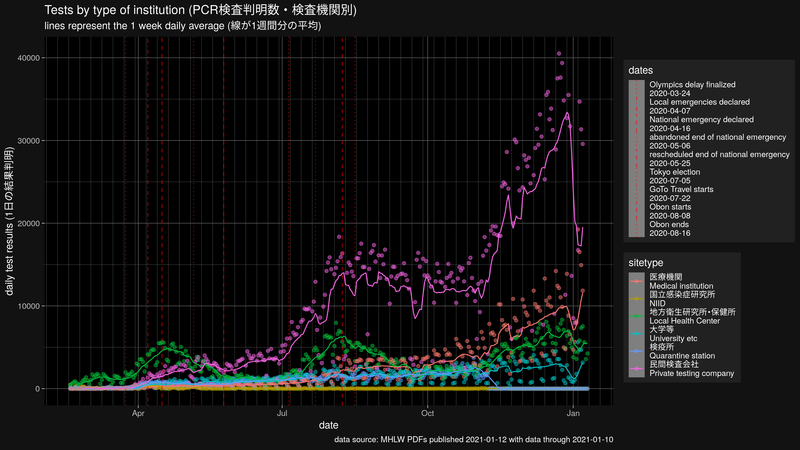 Tests by type of institution (PCR検査判明数・検査機関別)
lines represent the 1 week daily average (線が1週間分の平均)
40000
30000
20000
10000
0
daily test results (1日の結果判明)
Apr
Jul
Oct
Jan
date
dates
Olympics delay finalized
2020-03-24
Local emergencies declared
2020-04-07
National emergency declared
2020-04-16
abandoned end of national emergency
2020-05-06
rescheduled end of national emergency
2020-05-25
Tokyo election
2020-07-05
GoTo Travel starts
2020-07-22
Obon starts
2020-08-08
Obon ends
2020-08-16
sitetype
医療機関
Medical institution
国立感染症研究所
NIID
地方衛生研究所・保健所
Local Health Center
大学等
University etc
検疫所
Quarantine station
民間検査会社
Private testing company
data source: MHLW PDFs published 2021-01-12 with data through 2021-01-10